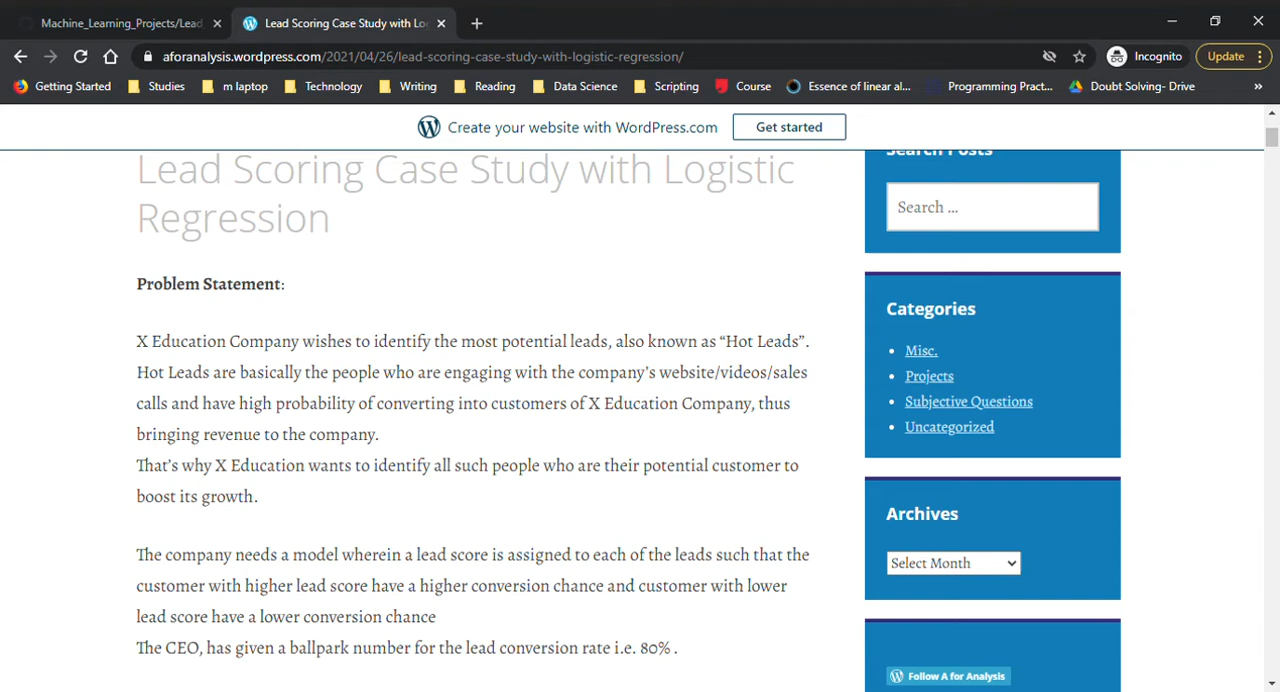 Machine_Learning_Projects/Lead
Lead Scoring Case Study with Lo
aforanalysis.wordpress.com/2021/04/26/lead-scoring-case-study-with-logistic-regression/
Incognito
Update
Getting Started
Studies
m laptop
Technology
Writing
Reading
Data Science
Scripting
Course
Essence of linear al...
Programming Pract...
Doubt Solving- Drive
»
Create your website with WordPress.com
Get started
Lead Scoring Case Study with Logistic
Regression
Problem Statement:
X Education Company wishes to identify the most potential leads, also known as “Hot Leads”.
Hot Leads are basically the people who are engaging with the company’s website/videos/sales
calls and have high probability of converting into customers of X Education Company, thus
bringing revenue to the company.
That’s why X Education wants to identify all such people who are their potential customer to
boost its growth.
The company needs a model wherein a lead score is assigned to each of the leads such that the
customer with higher lead score have a higher conversion chance and customer with lower
lead score have a lower conversion chance
The CEO, has given a ballpark number for the lead conversion rate i.e. 80% .
Search Posts
Search ...
Categories
Misc.
Projects
Subjective Questions
Uncategorized
Archives
Select Month
Follow A for Analysis